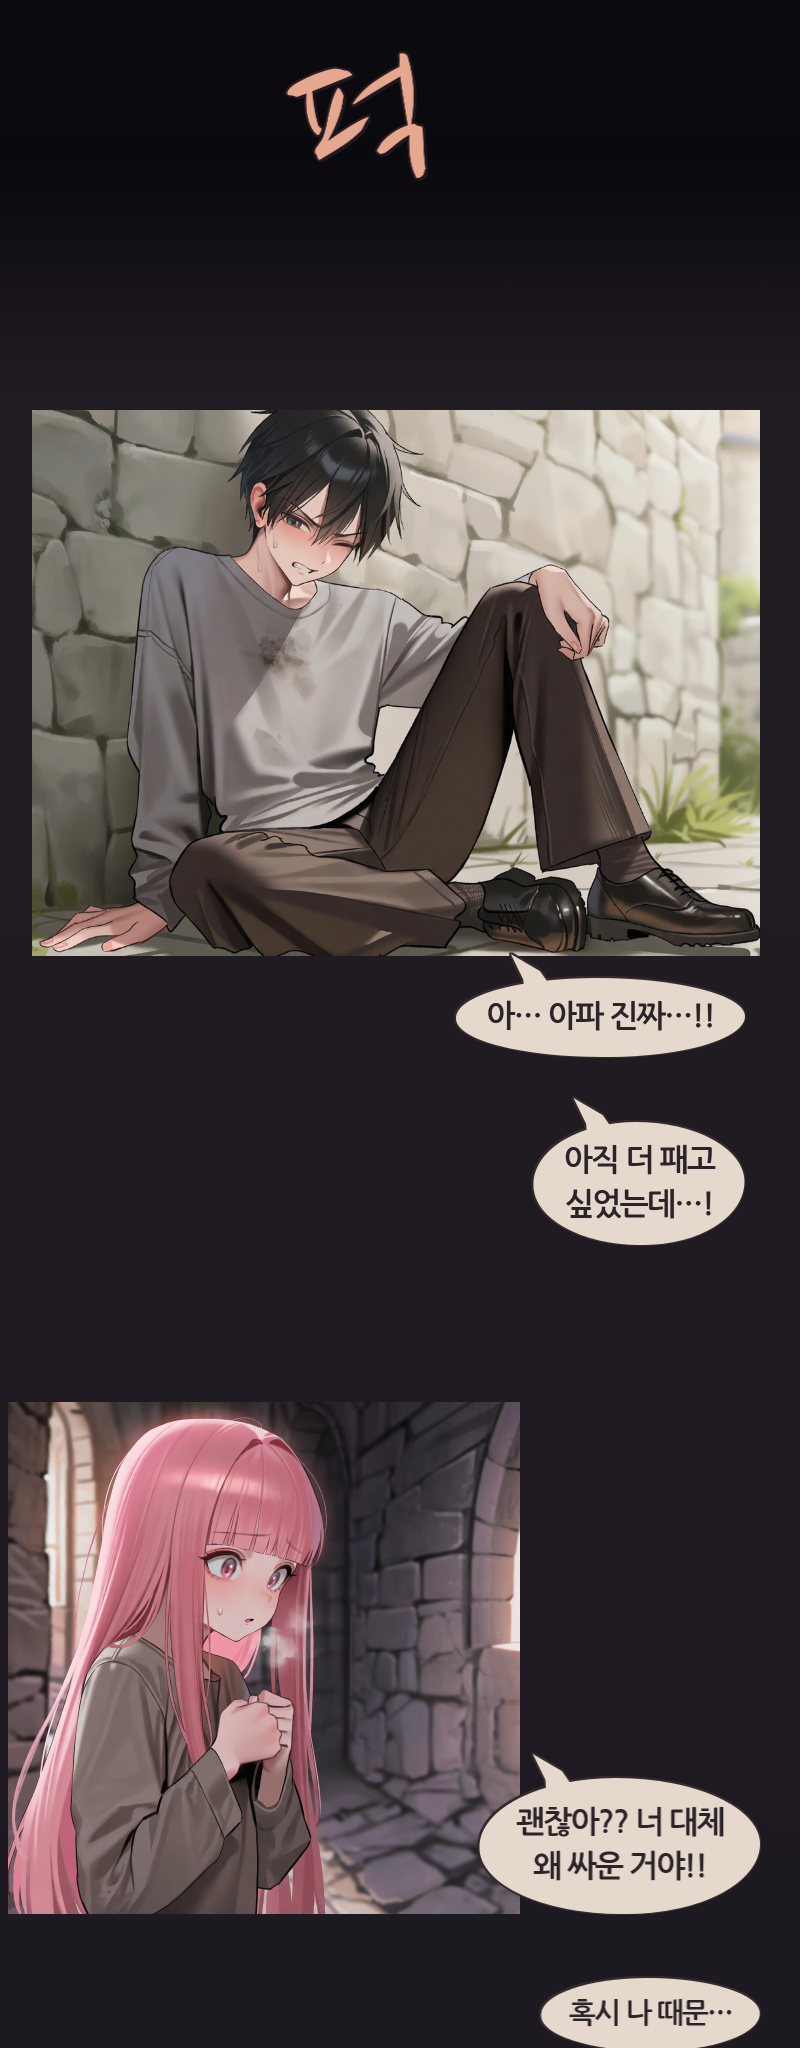 퍽
아… 아파 진짜…!!
아직 더 패고
싶었는데…!
괜찮아?? 너 대체
왜 싸운 거야!!
혹시 나 때문…